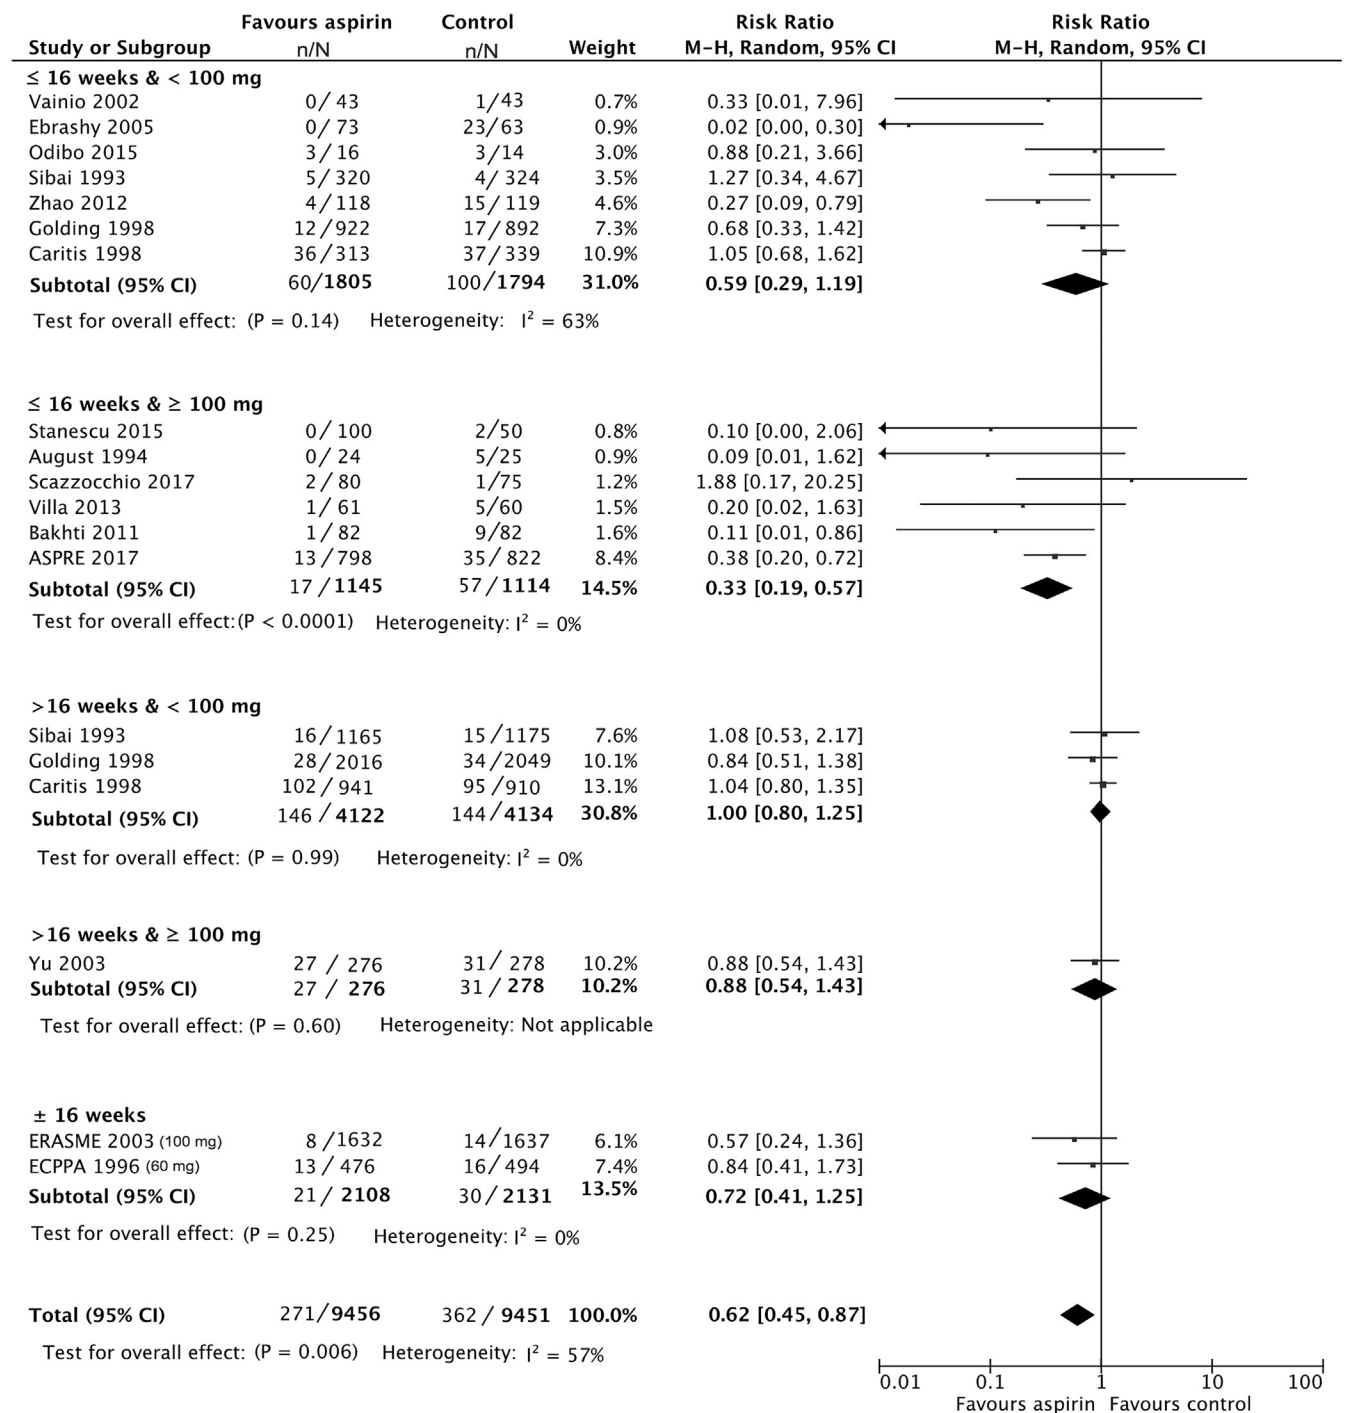 Favours aspirin Control Risk Ratio Risk Ratio
Study or Subgroup n/N n/N Weight M-H, Random, 95% CI M-H, Random, 95% CI
≤ 16 weeks & < 100 mg
Vainio 2002 0/ 43 1/43 0.7% 0.33 [0.01, 7.96]
Ebrashy 2005 0/ 73 23/ 63 0.9% 0.02 [0.00, 0.30]
Odibo 2015 3/ 16 3/14 3.0% 0.88 [0.21, 3.66]
Sibai 1993 5/ 320 4/ 324 3.5% 1.27 [0.34, 4.67]
Zhao 2012 4/ 118 15/ 119 4.6% 0.27 [0.09, 0.79]
Golding 1998 12/ 922 17/ 892 7.3% 0.68 [0.33, 1.42]
Caritis 1998 36/ 313 37/ 339 10.9% 1.05 [0.68, 1.62]
Subtotal (95% CI) 60/1805 100/1794 31.0% 0.59 [0.29, 1.19]
Test for overall effect: (P = 0.14) Heterogeneity: I² = 63%
≤ 16 weeks & ≥ 100 mg
Stanescu 2015 0/ 100 2/ 50 0.8% 0.10 [0.00, 2.06]
August 1994 0/ 24 5/25 0.9% 0.09 [0.01, 1.62]
Scazzocchio 2017 2/ 80 1/75 1.2% 1.88 [0.17, 20.25]
Villa 2013 1/ 61 5/60 1.5% 0.20 [0.02, 1.63]
Bakhti 2011 1/ 82 9/82 1.6% 0.11 [0.01, 0.86]
ASPRE 2017 13/ 798 35/ 822 8.4% 0.38 [0.20, 0.72]
Subtotal (95% CI) 17/ 1145 57/ 1114 14.5% 0.33 [0.19, 0.57]
Test for overall effect: (P < 0.0001) Heterogeneity: I² = 0%
>16 weeks & < 100 mg
Sibai 1993 16/ 1165 15/1175 7.6% 1.08 [0.53, 2.17]
Golding 1998 28/ 2016 34/ 2049 10.1% 0.84 [0.51, 1.38]
Caritis 1998 102/ 941 95/ 910 13.1% 1.04 [0.80, 1.35]
Subtotal (95% CI) 146 / 4122 144/ 4134 30.8% 1.00 [0.80, 1.25]
Test for overall effect: (P = 0.99) Heterogeneity: I² = 0%
>16 weeks & ≥ 100 mg
Yu 2003 27 / 276 31/ 278 10.2% 0.88 [0.54, 1.43]
Subtotal (95% CI) 27 / 276 31/ 278 10.2% 0.88 [0.54, 1.43]
Test for overall effect: (P = 0.60) Heterogeneity: Not applicable
± 16 weeks
ERASME 2003 (100 mg) 8 /1632 14/ 1637 6.1% 0.57 [0.24, 1.36]
ECPPA 1996 (60 mg) 13/ 476 16/ 494 7.4% 0.84 [0.41, 1.73]
Subtotal (95% CI) 21/ 2108 30/ 2131 13.5% 0.72 [0.41, 1.25]
Test for overall effect: (P = 0.25) Heterogeneity: I² = 0%
Total (95% CI) 271/9456 362 / 9451 100.0% 0.62 [0.45, 0.87]
Test for overall effect: (P = 0.006) Heterogeneity: I² = 57%
0.01 0.1 1 10 100
Favours aspirin Favours control